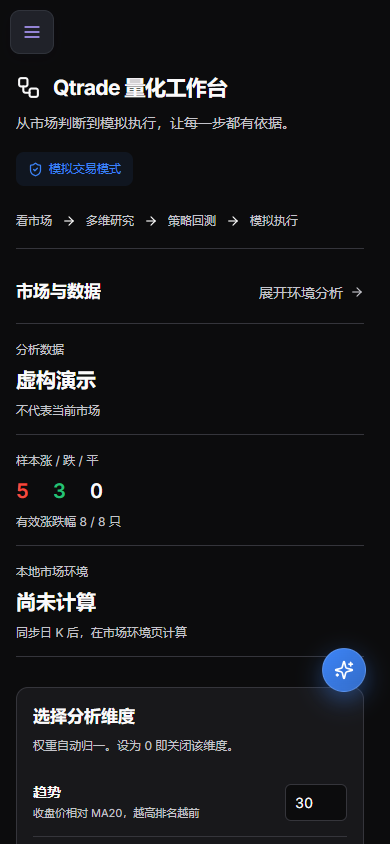 Qtrade 量化工作台
从市场判断到模拟执行，让每一步都有依据。
模拟交易模式
看市场 → 多维研究 → 策略回测 → 模拟执行
市场与数据 展开环境分析 →
分析数据
虚构演示
不代表当前市场
样本涨 / 跌 / 平
5 3 0
有效涨跌幅 8 / 8 只
本地市场环境
尚未计算
同步日 K 后，在市场环境页计算
选择分析维度
权重自动归一。设为 0 即关闭该维度。
趋势
收盘价相对 MA20，越高排名越前
30